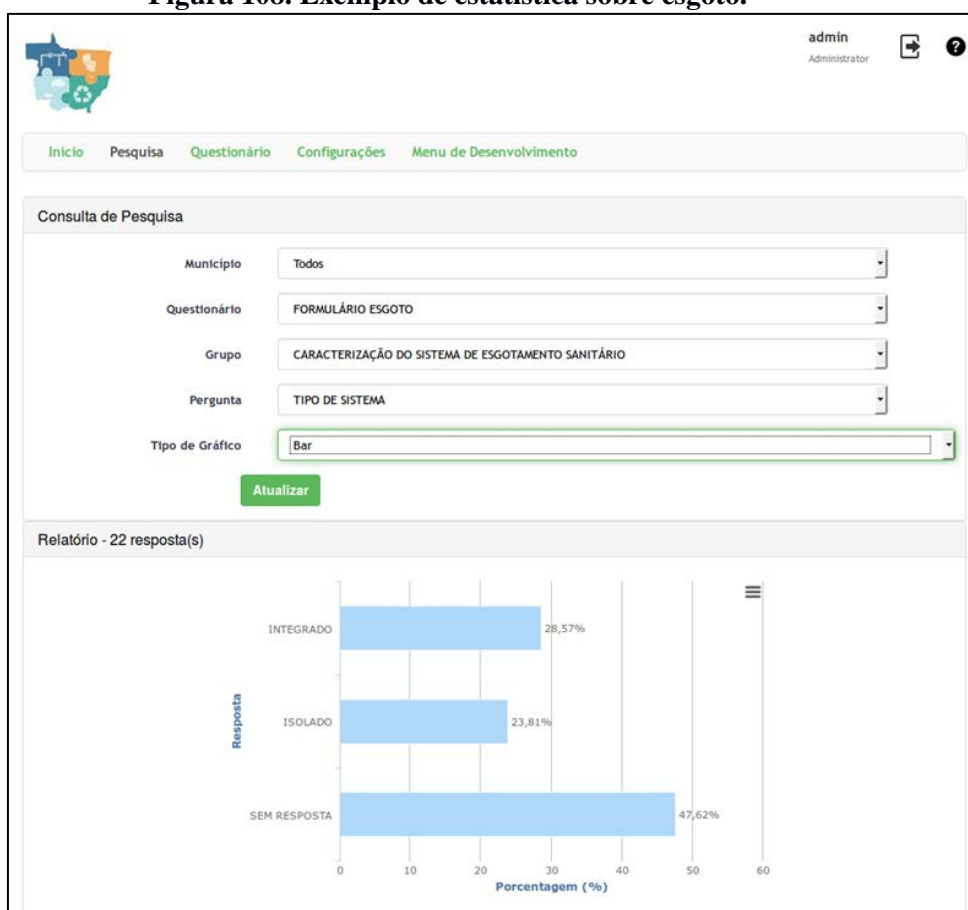 Figura 108. Exemplo de estatística sobre esgoto.
admin
Administrator
Início Pesquisa Questionário Configurações Menu de Desenvolvimento
Consulta de Pesquisa
Município Todos
Questionário FORMULÁRIO ESGOTO
Grupo CARACTERIZAÇÃO DO SISTEMA DE ESGOTAMENTO SANITÁRIO
Pergunta TIPO DE SISTEMA
Tipo de Gráfico Bar
Atualizar
Relatório - 22 resposta(s)
INTEGRADO 28,57%
Resposta
ISOLADO 23,81%
SEM RESPOSTA 47,62%
0 10 20 30 40 50 60
Porcentagem (%)